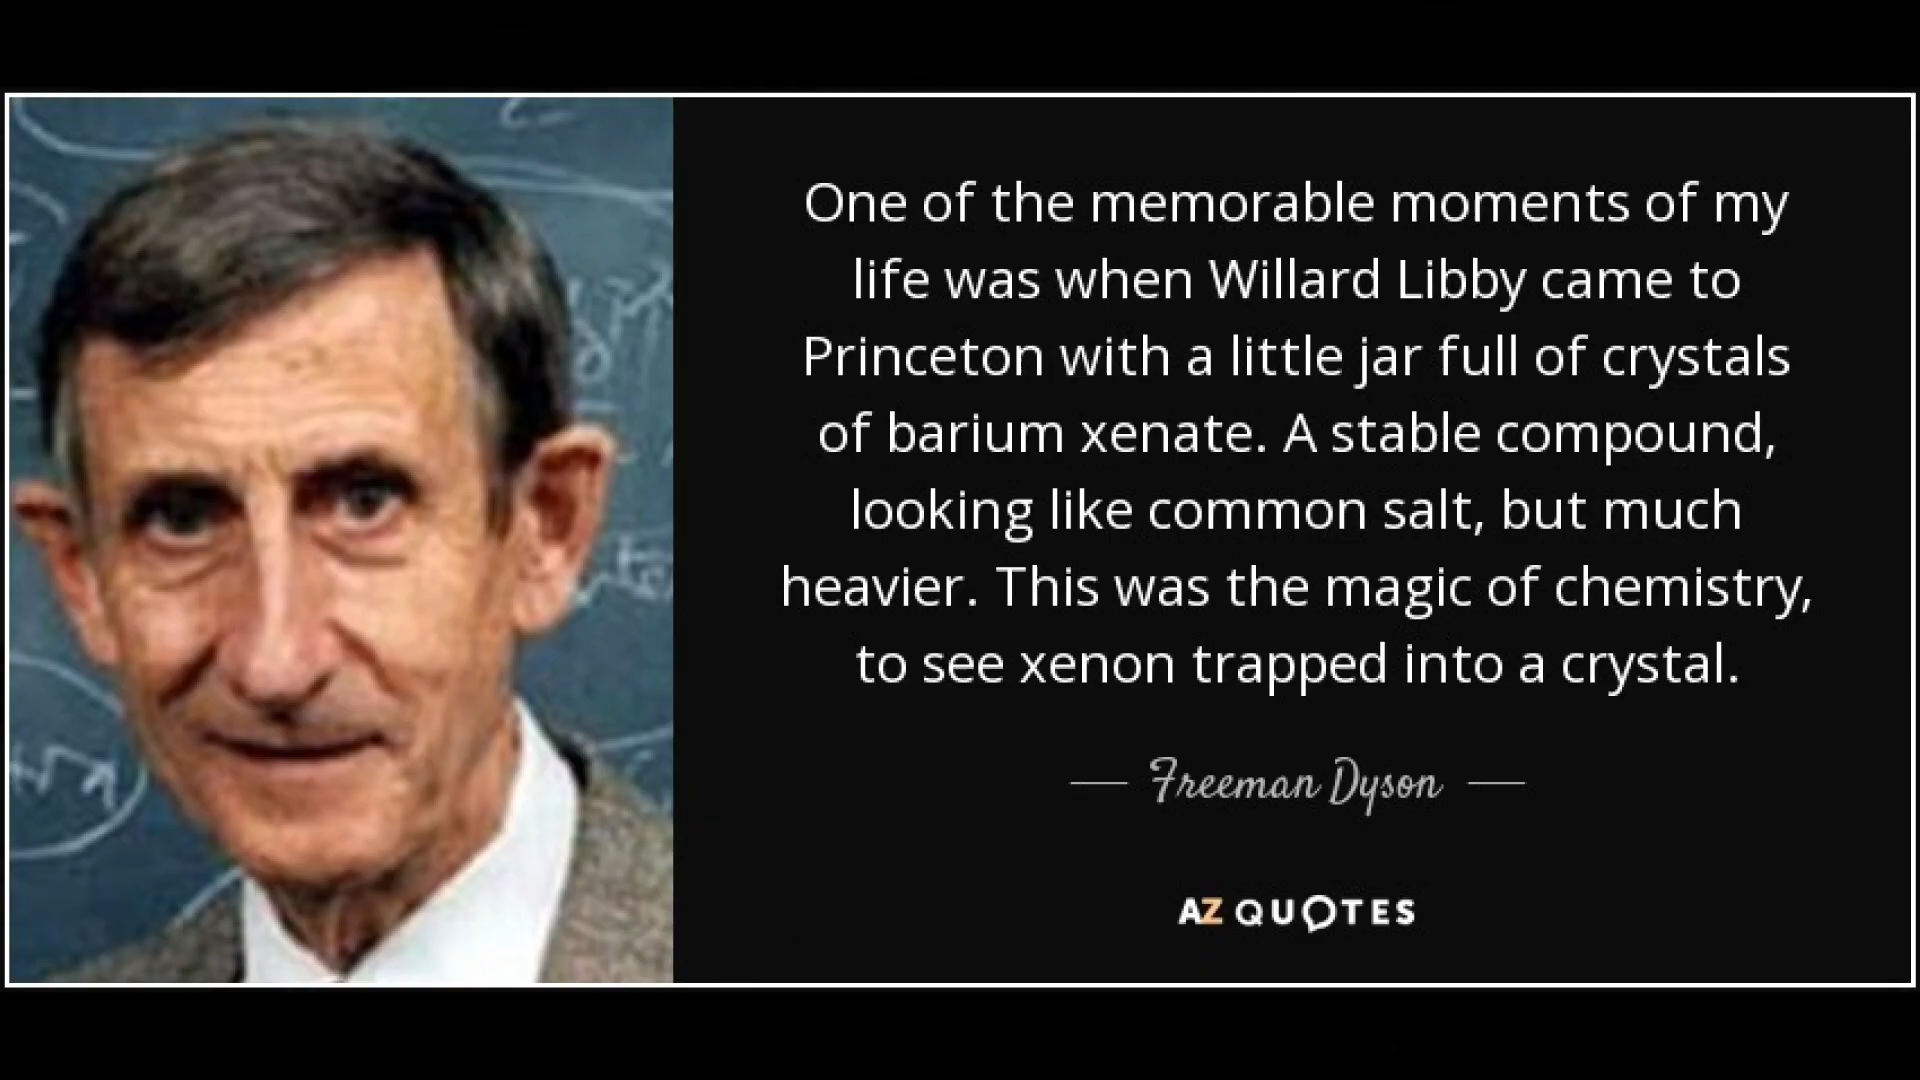 One of the memorable moments of my
life was when Willard Libby came to
Princeton with a little jar full of crystals
of barium xenate. A stable compound,
looking like common salt, but much
heavier. This was the magic of chemistry,
to see xenon trapped into a crystal.
Freeman Dyson
AZ QUOTES